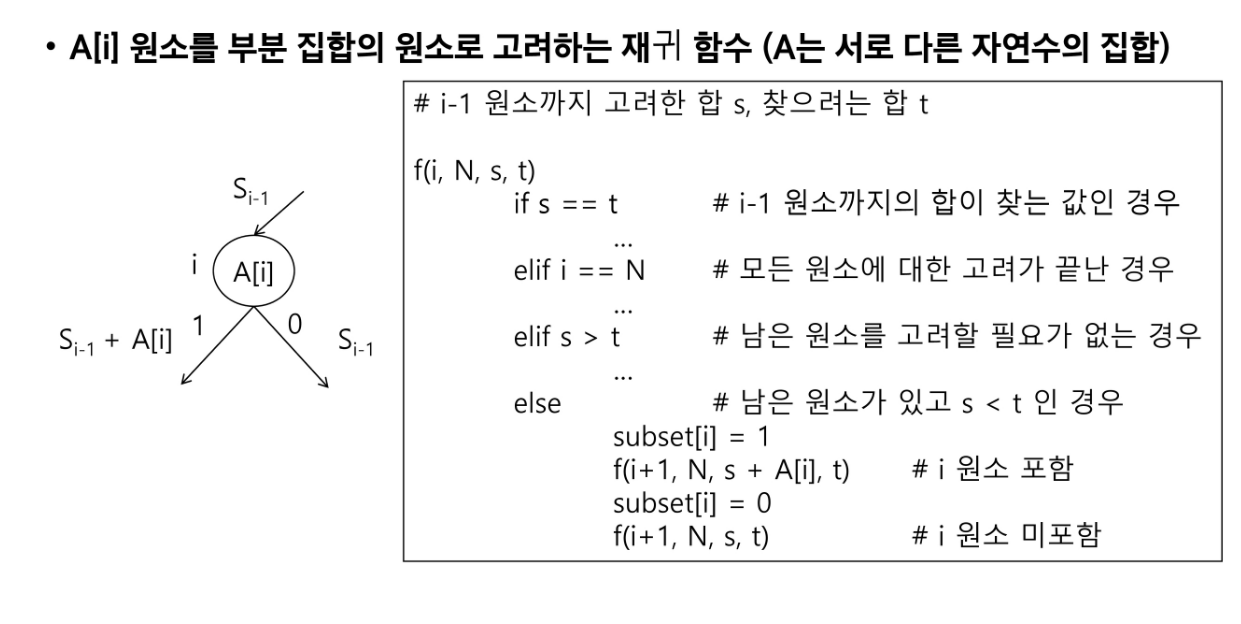 • A[i] 원소를 부분 집합의 원소로 고려하는 재귀 함수 (A는 서로 다른 자연수의 집합)
# i-1 원소까지 고려한 합 s, 찾으려는 합 t
f(i, N, s, t)
if s == t # i-1 원소까지의 합이 찾는 값인 경우
...
elif i == N # 모든 원소에 대한 고려가 끝난 경우
...
elif s > t # 남은 원소를 고려할 필요가 없는 경우
...
else # 남은 원소가 있고 s < t 인 경우
subset[i] = 1
f(i+1, N, s + A[i], t) # i 원소 포함
subset[i] = 0
f(i+1, N, s, t) # i 원소 미포함
Si-1
i A[i]
Si-1 + A[i] 1 0 Si-1